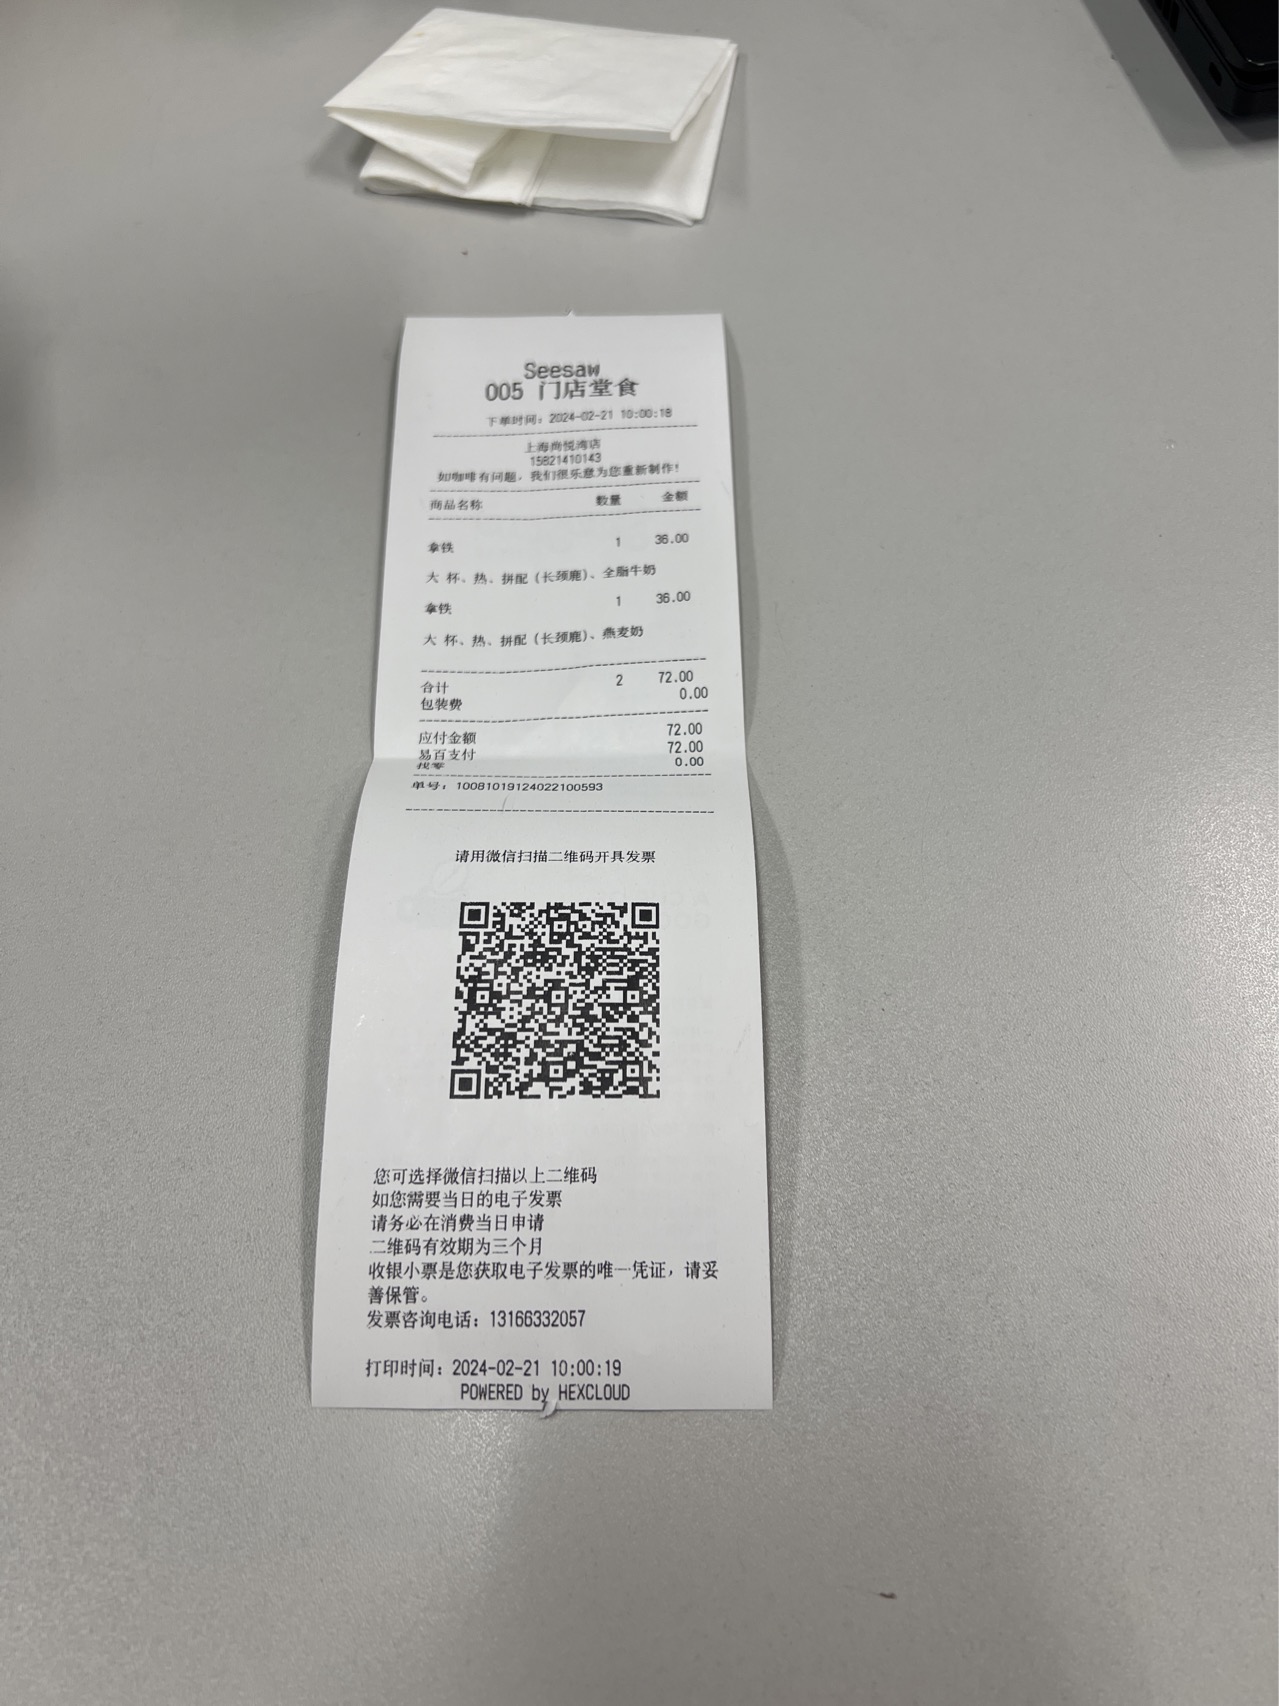 Seesaw
005 门店堂食
下单时间：2024-02-21 10:00:18
上海尚悦湾店
15821410143
如咖啡有问题，我们很乐意为您重新制作！
商品名称 数量 金额
拿铁 1 36.00
大 杯、热、拼配（长颈鹿）、全脂牛奶
拿铁 1 36.00
大 杯、热、拼配（长颈鹿）、燕麦奶
合计 2 72.00
包装费 0.00
应付金额 72.00
易百支付 72.00
找零 0.00
单号：10081019124022100593
请用微信扫描二维码开具发票
您可选择微信扫描以上二维码
如您需要当日的电子发票
请务必在消费当日申请
二维码有效期为三个月
收银小票是您获取电子发票的唯一凭证，请妥
善保管。
发票咨询电话：13166332057
打印时间：2024-02-21 10:00:19
POWERED by HEXCLOUD